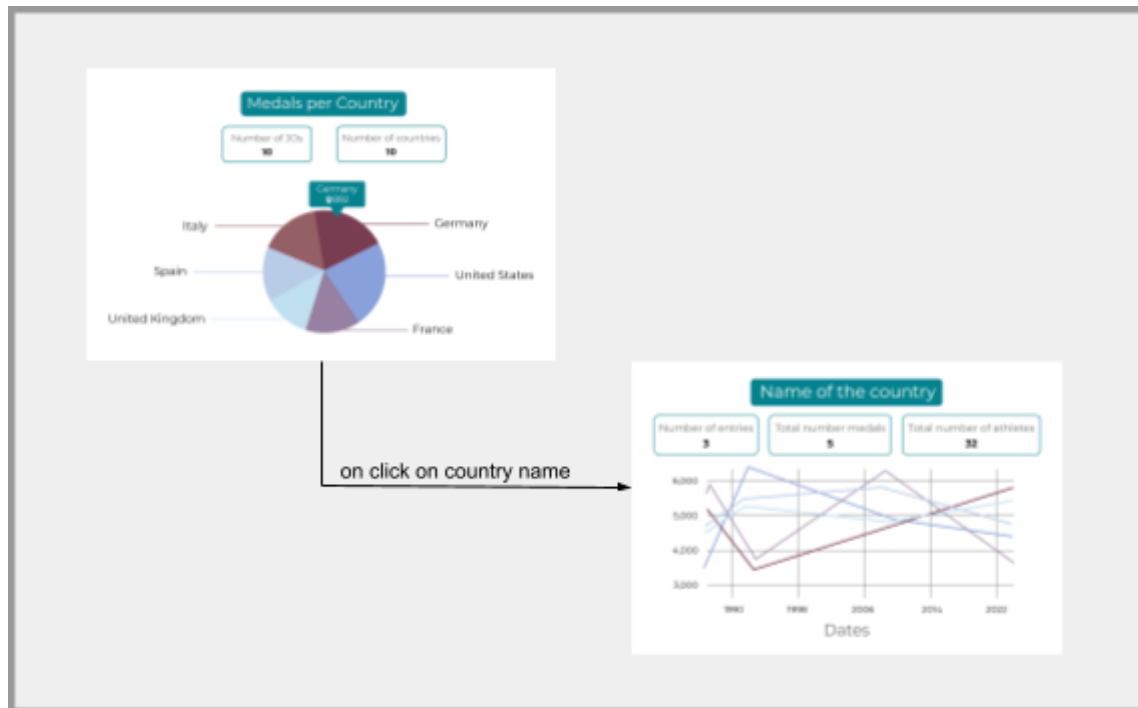 Medals per Country
Number of JOs
10
Number of countries
10
Germany
Italy
Germany
Spain
United States
United Kingdom
France
on click on country name
Name of the country
Number of entries
3
Total number medals
5
Total number of athletes
32
6,000
5,000
4,000
3,000
1990
1998
2006
2014
2022
Dates